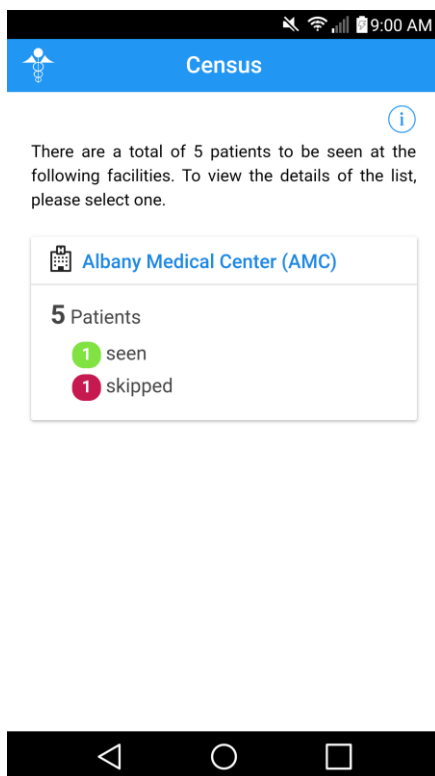 9:00 AM
Census
i
There are a total of 5 patients to be seen at the
following facilities. To view the details of the list,
please select one.
H
Albany Medical Center (AMC)
5 Patients
1 seen
1 skipped